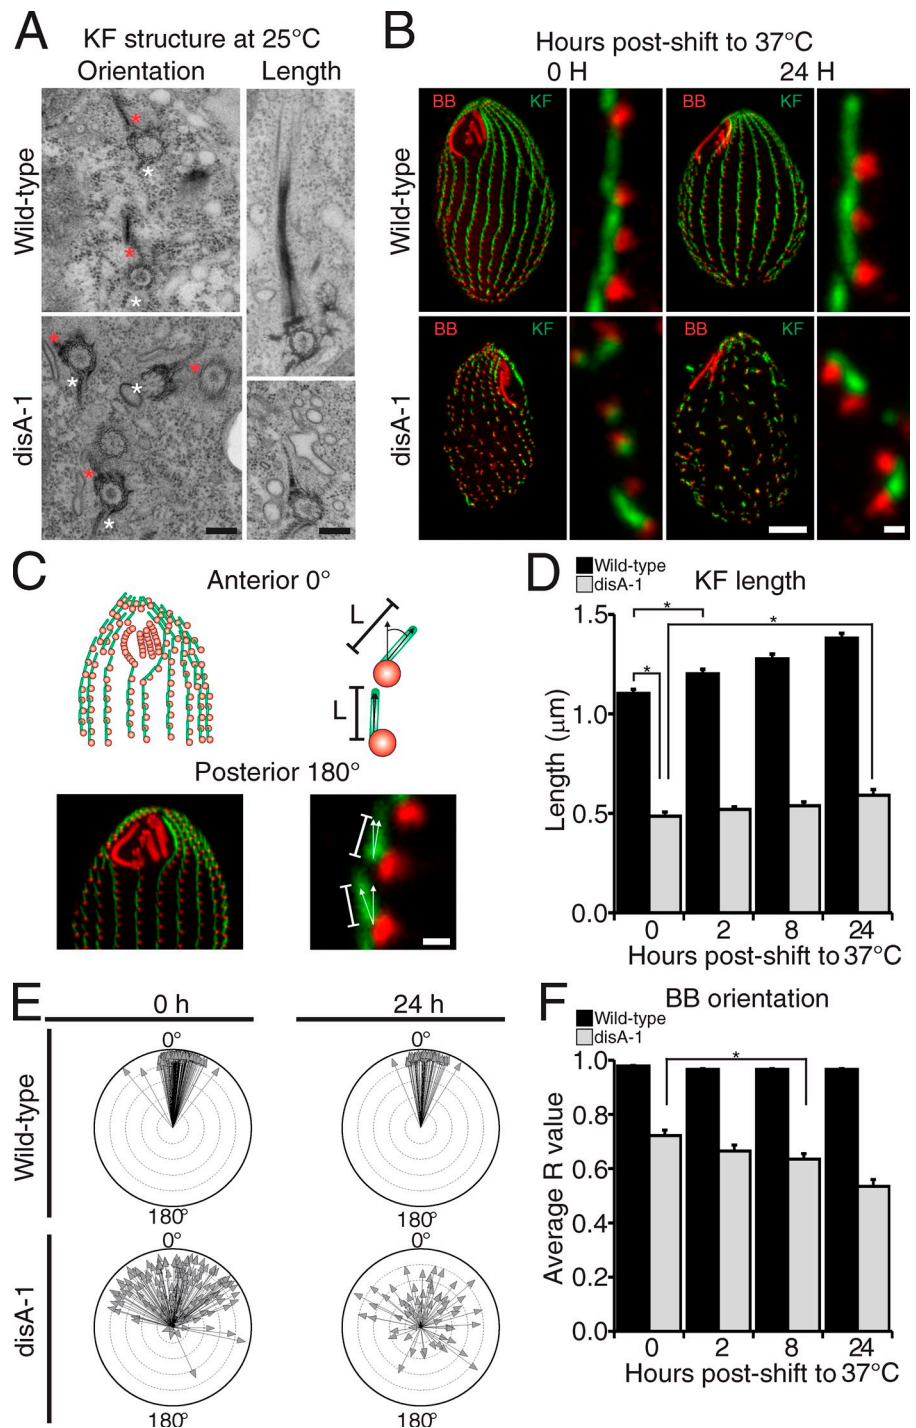 A
KF structure at 25°C
Orientation
Length
Wild-type
*
*
*
*
disA-1
*
*
*
*
*
*
B
Hours post-shift to 37°C
0 H
24 H
Wild-type
BB
KF
BB
KF
disA-1
BB
KF
BB
KF
C
Anterior 0°
L
L
Posterior 180°
D
Wild-type
disA-1
KF length
1.5
1.0
0.5
0.0
Length (μm)
*
*
*
0
2
8
24
Hours post-shift to 37°C
E
0 h
24 h
Wild-type
0°
180°
0°
180°
disA-1
0°
180°
0°
180°
F
BB orientation
Wild-type
disA-1
1.0
0.8
0.6
0.4
0.2
0.0
Average R value
*
0
2
8
24
Hours post-shift to 37°C